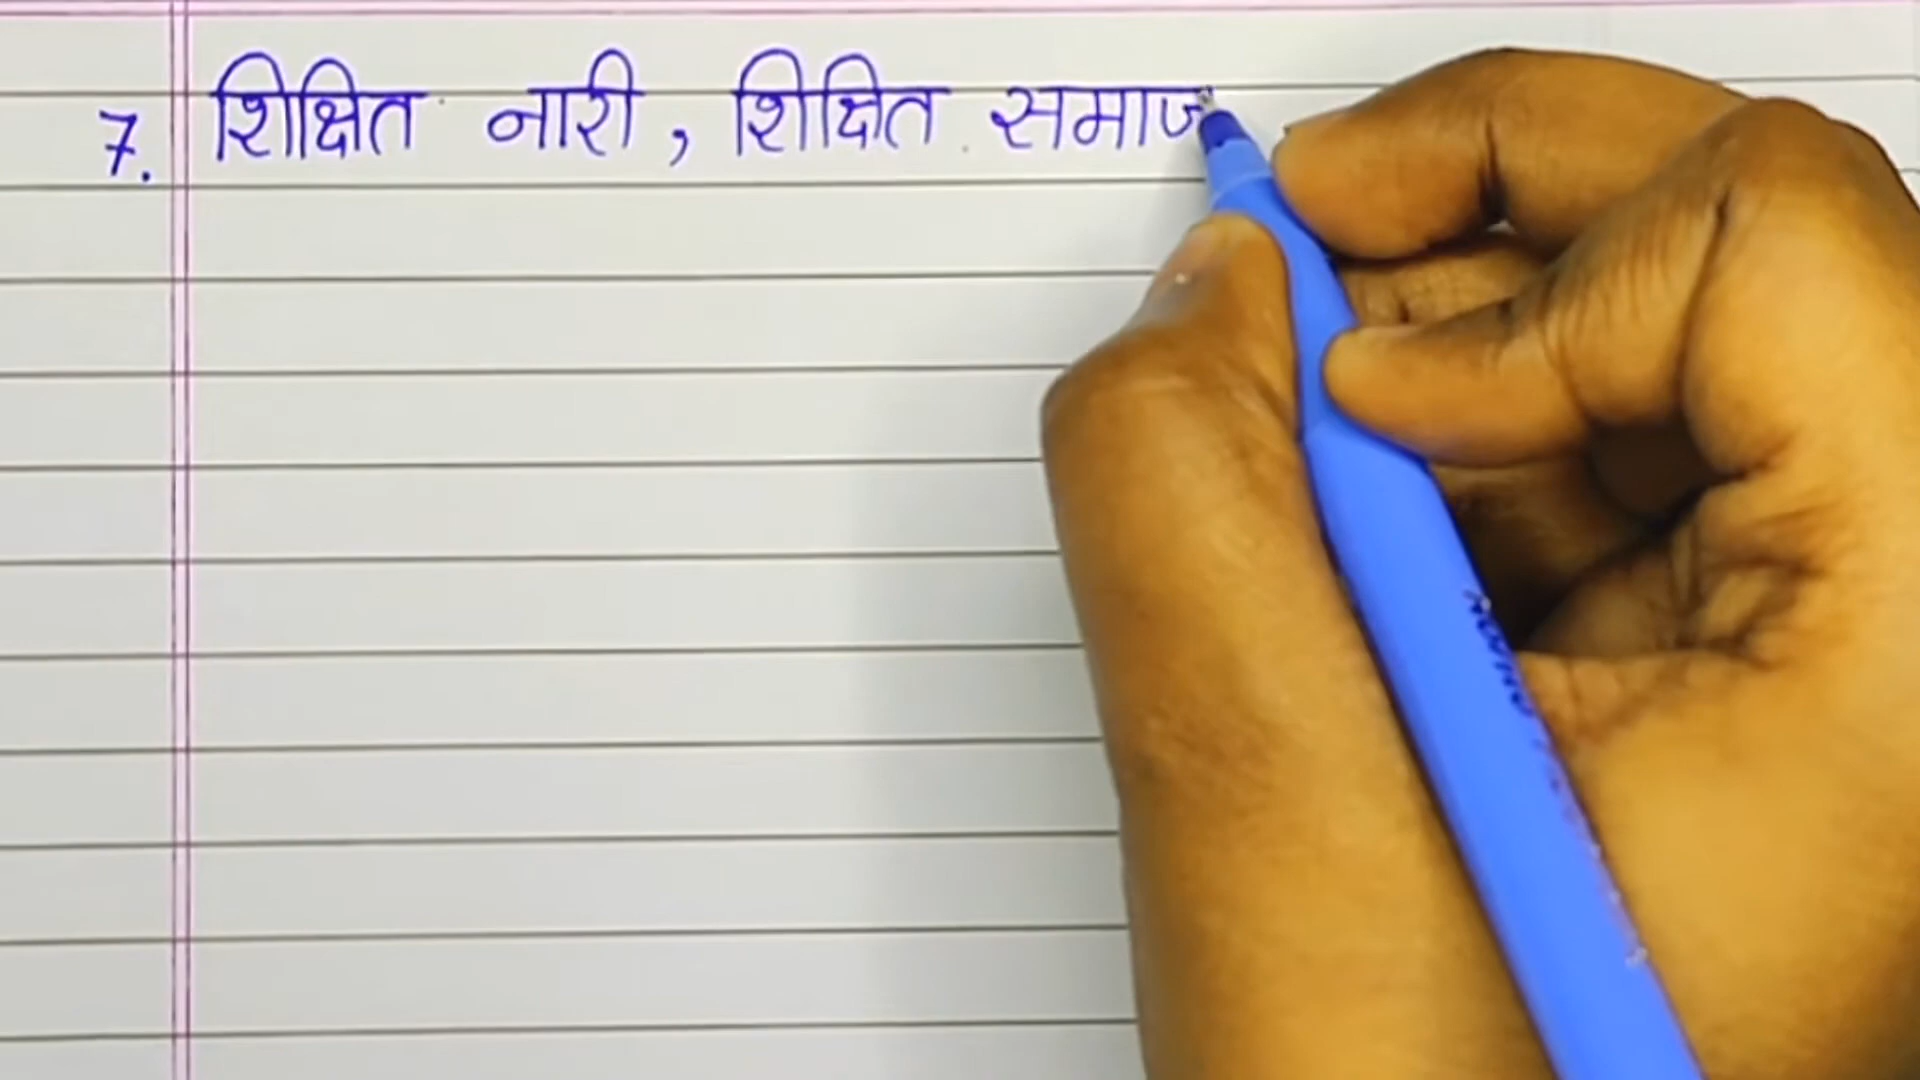 7. शिक्षित नारी, शिक्षित समाज